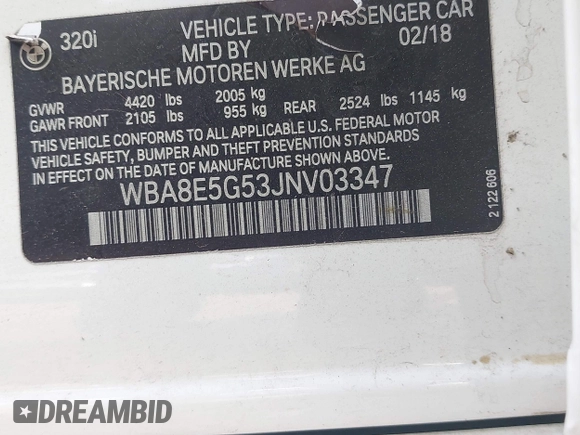 320i VEHICLE TYPE: PASSENGER CAR
MFD BY 02/18
BAYERISCHE MOTOREN WERKE AG
GVWR 4420 lbs 2005 kg
GAWR FRONT 2105 lbs 955 kg REAR 2524 lbs 1145 kg
THIS VEHICLE CONFORMS TO ALL APPLICABLE U.S. FEDERAL MOTOR
VEHICLE SAFETY, BUMPER AND THEFT PREVENTION STANDARDS
IN EFFECT ON THE DATE OF MANUFACTURE SHOWN ABOVE.
WBA8E5G53JNV03347
2 122 606
DREAMBID